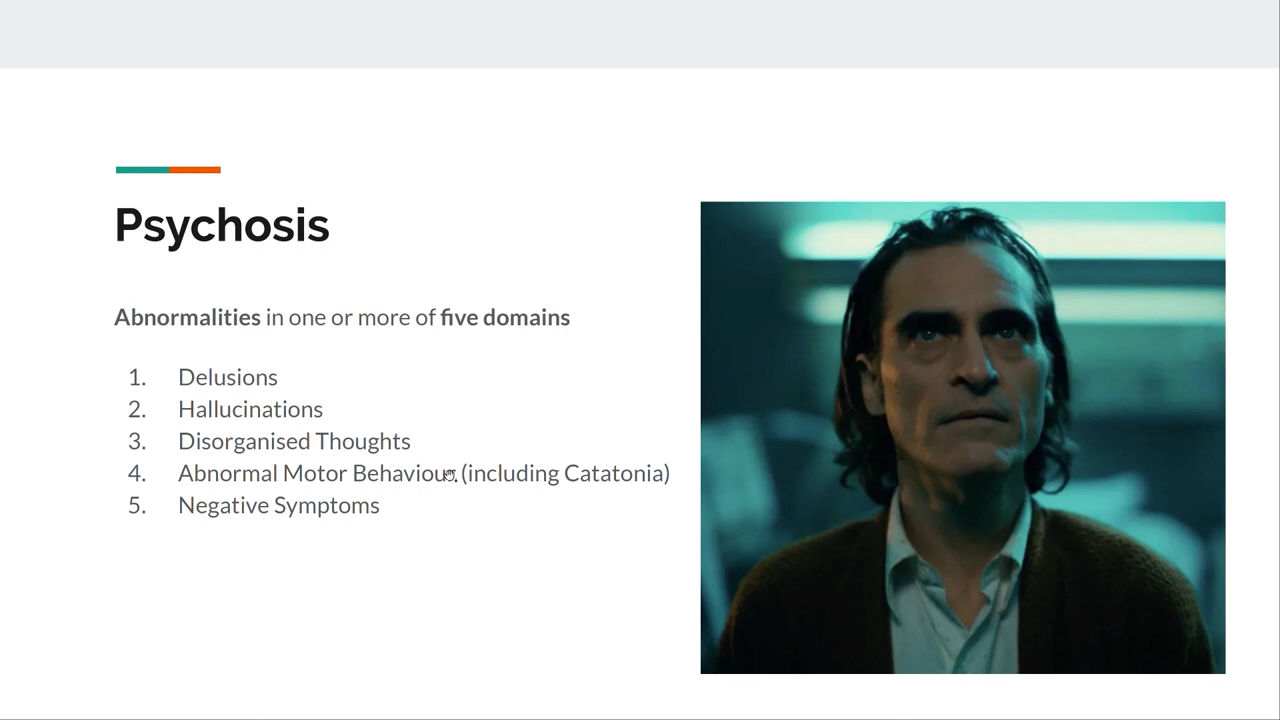 Psychosis
Abnormalities in one or more of five domains
1. Delusions
2. Hallucinations
3. Disorganised Thoughts
4. Abnormal Motor Behaviour (including Catatonia)
5. Negative Symptoms